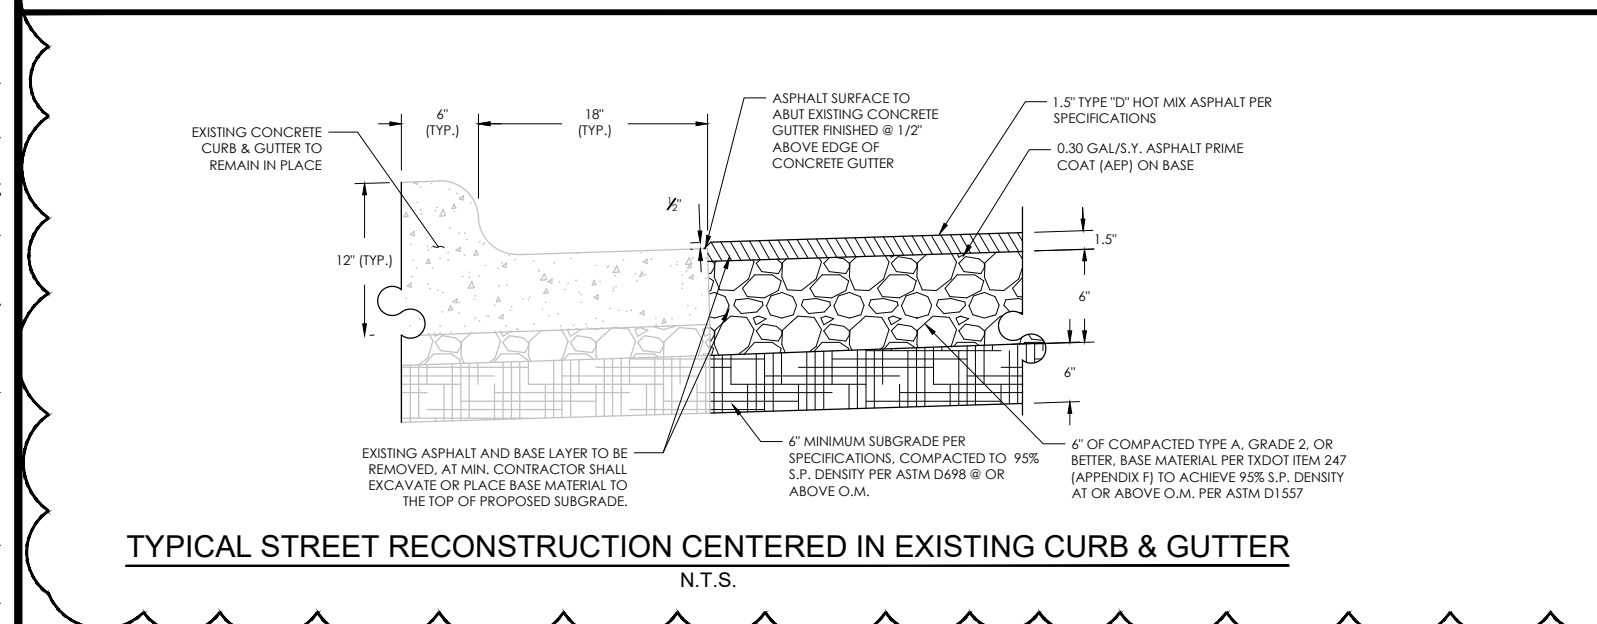 6"
(TYP.)
18"
(TYP.)
EXISTING CONCRETE
CURB & GUTTER TO
REMAIN IN PLACE
ASPHALT SURFACE TO
ABUT EXISTING CONCRETE
GUTTER FINISHED @ 1/2"
ABOVE EDGE OF
CONCRETE GUTTER
1.5" TYPE "D" HOT MIX ASPHALT PER
SPECIFICATIONS
0.30 GAL/S.Y. ASPHALT PRIME
COAT (AEP) ON BASE
½"
12" (TYP.)
1.5"
6"
6"
EXISTING ASPHALT AND BASE LAYER TO BE
REMOVED, AT MIN. CONTRACTOR SHALL
EXCAVATE OR PLACE BASE MATERIAL TO
THE TOP OF PROPOSED SUBGRADE.
6" MINIMUM SUBGRADE PER
SPECIFICATIONS, COMPACTED TO 95%
S.P. DENSITY PER ASTM D698 @ OR
ABOVE O.M.
6" OF COMPACTED TYPE A, GRADE 2, OR
BETTER, BASE MATERIAL PER TXDOT ITEM 247
(APPENDIX F) TO ACHIEVE 95% S.P. DENSITY
AT OR ABOVE O.M. PER ASTM D1557
TYPICAL STREET RECONSTRUCTION CENTERED IN EXISTING CURB & GUTTER
N.T.S.